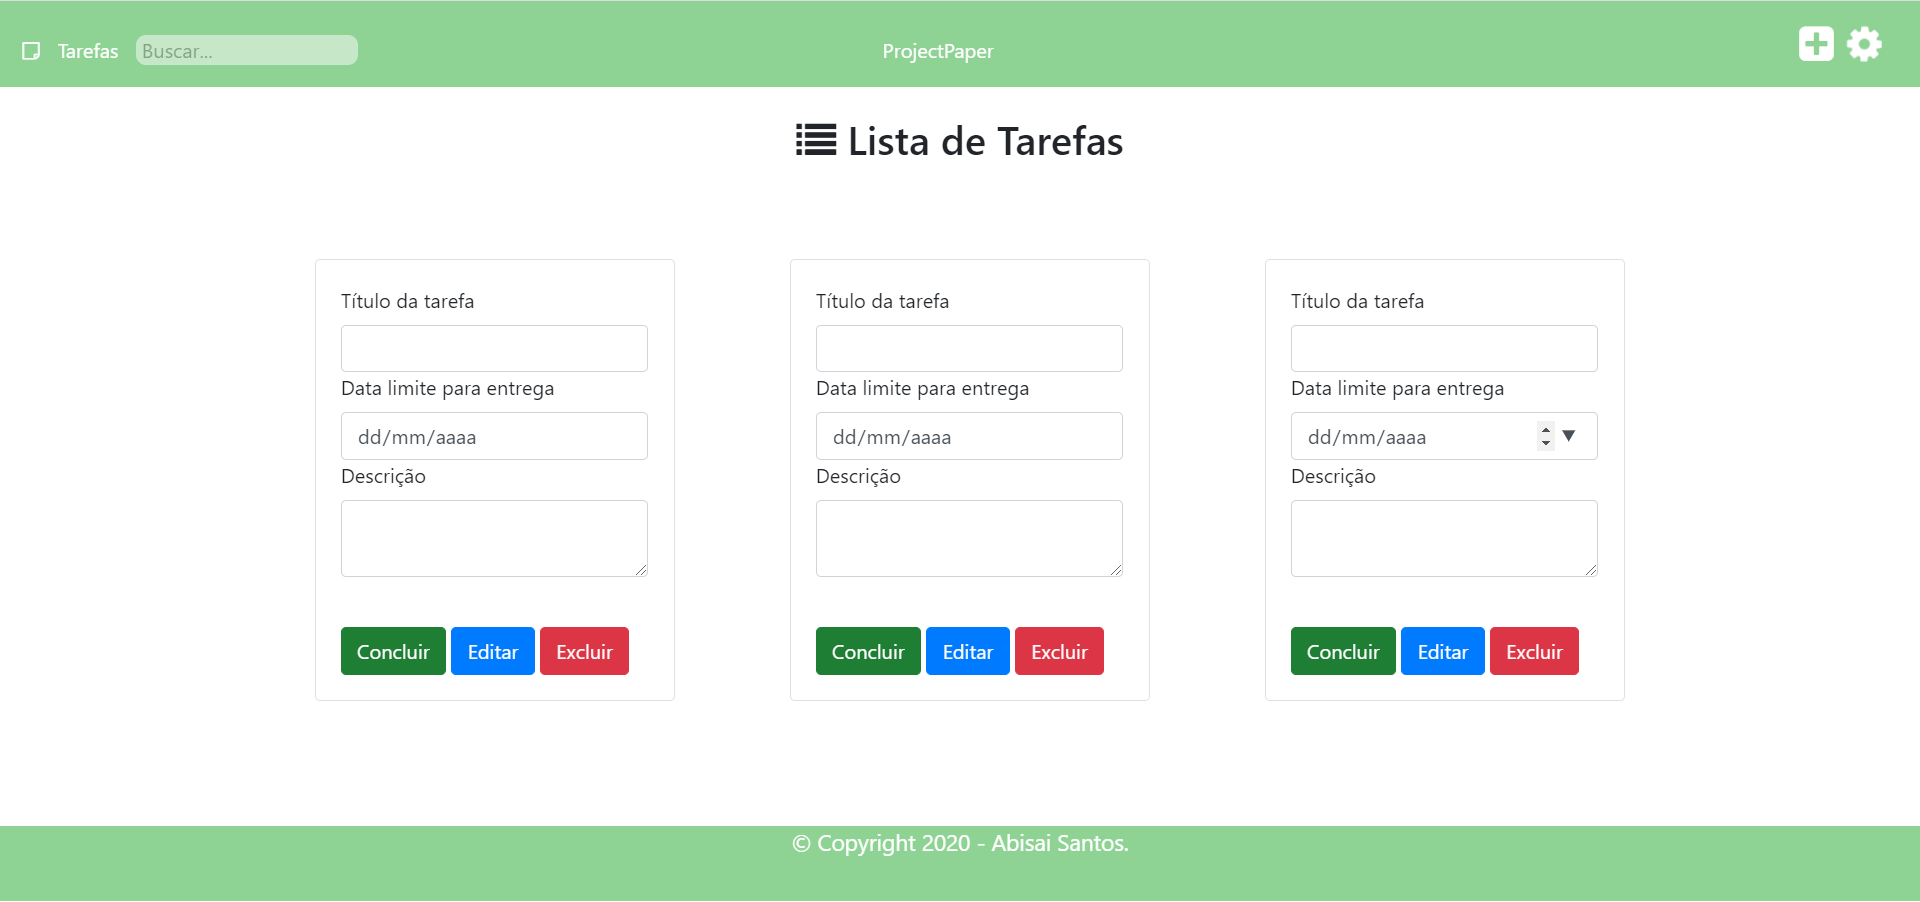 Tarefas Buscar... ProjectPaper
Lista de Tarefas
Título da tarefa
Data limite para entrega
dd/mm/aaaa
Descrição
Concluir Editar Excluir
Título da tarefa
Data limite para entrega
dd/mm/aaaa
Descrição
Concluir Editar Excluir
Título da tarefa
Data limite para entrega
dd/mm/aaaa
Descrição
Concluir Editar Excluir
© Copyright 2020 - Abisai Santos.